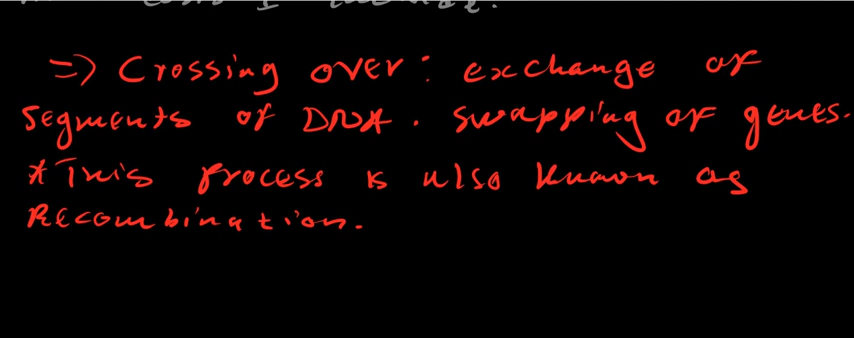 => Crossing over: exchange of
segments of DNA. swapping of genes.
* This process is also known as
Recombination.